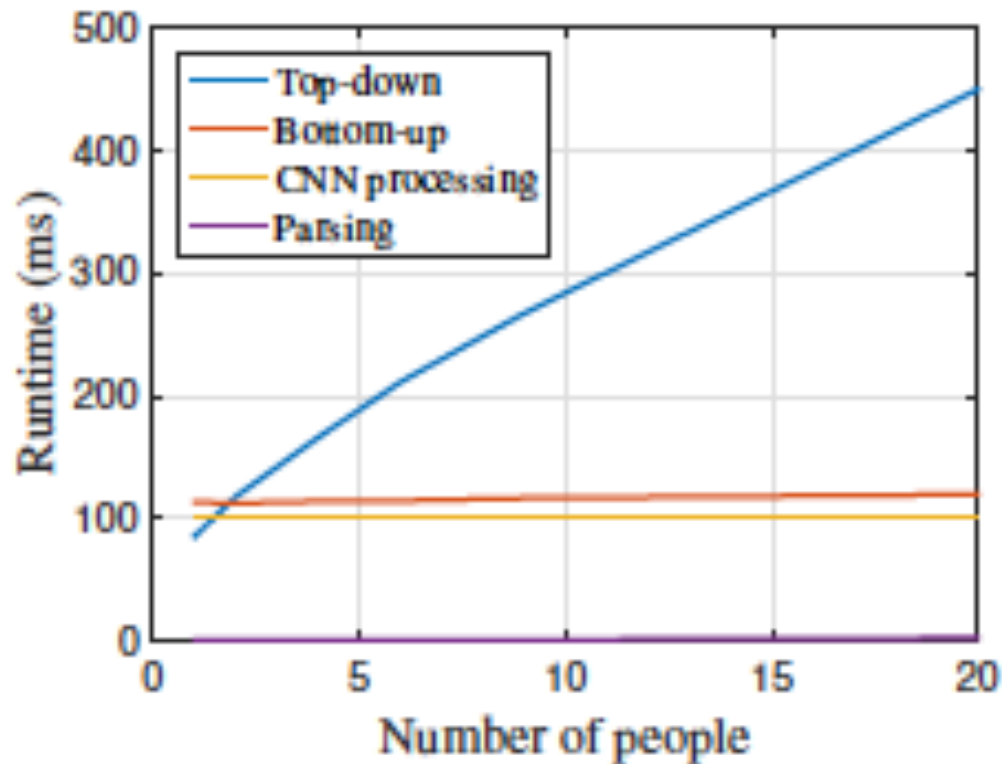 500
400
300
200
100
0
Runtime (ms)
Top-down
Bottom-up
CNN processing
Parsing
0 5 10 15 20
Number of people